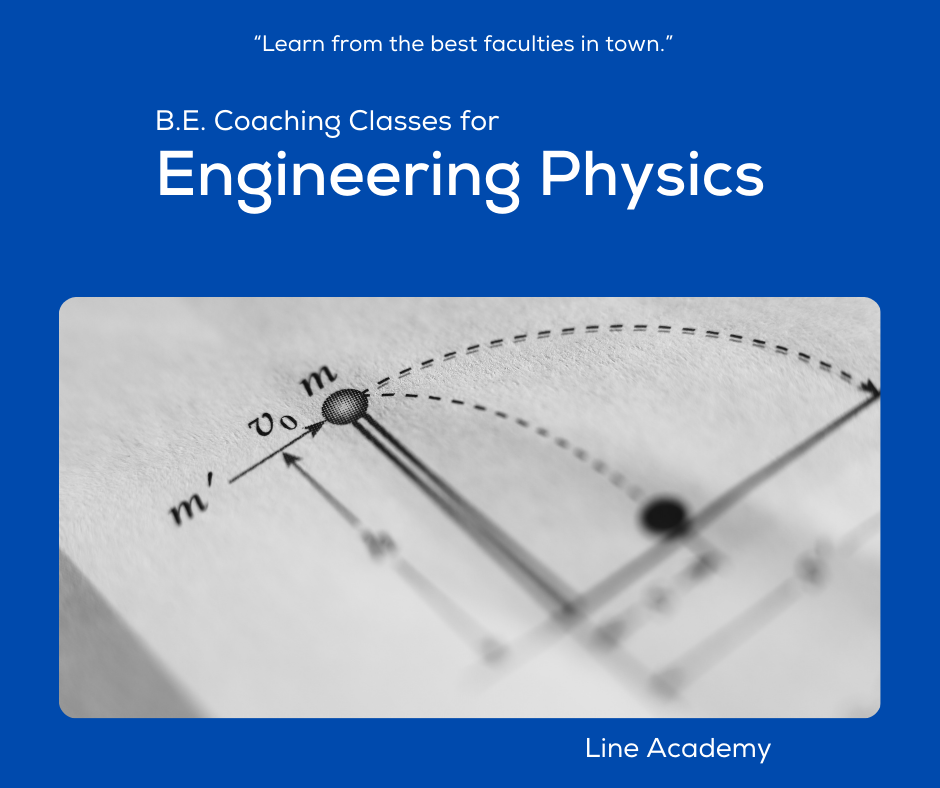 “Learn from the best faculties in town.”
B.E. Coaching Classes for
Engineering Physics
m
v₀
m′
h
Line Academy